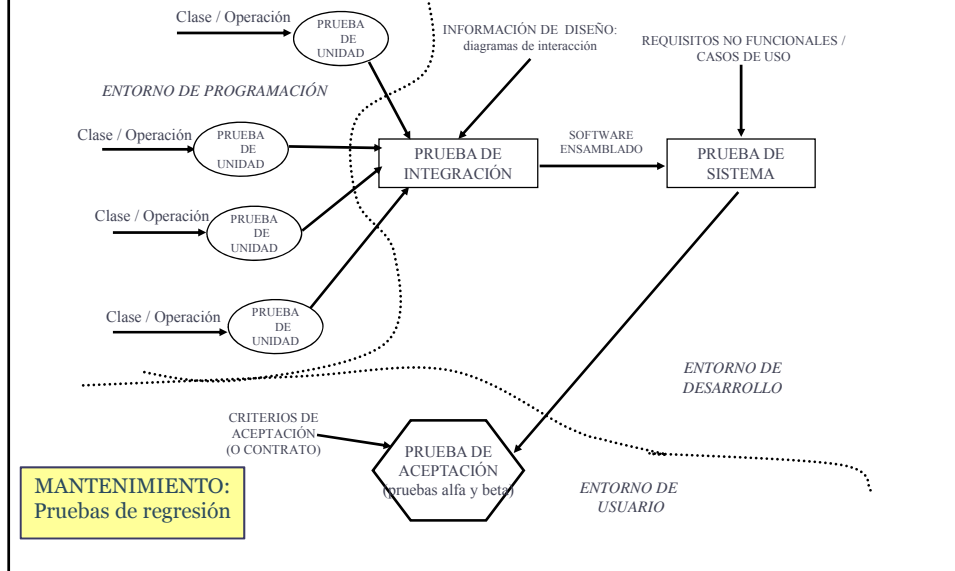 Clase / Operación
PRUEBA
DE
UNIDAD
INFORMACIÓN DE DISEÑO:
diagramas de interacción
REQUISITOS NO FUNCIONALES /
CASOS DE USO
ENTORNO DE PROGRAMACIÓN
Clase / Operación
PRUEBA
DE
UNIDAD
PRUEBA DE
INTEGRACIÓN
SOFTWARE
ENSAMBLADO
PRUEBA DE
SISTEMA
Clase / Operación
PRUEBA
DE
UNIDAD
Clase / Operación
PRUEBA
DE
UNIDAD
ENTORNO DE
DESARROLLO
CRITERIOS DE
ACEPTACIÓN
(O CONTRATO)
PRUEBA DE
ACEPTACIÓN
(pruebas alfa y beta)
ENTORNO DE
USUARIO
MANTENIMIENTO:
Pruebas de regresión